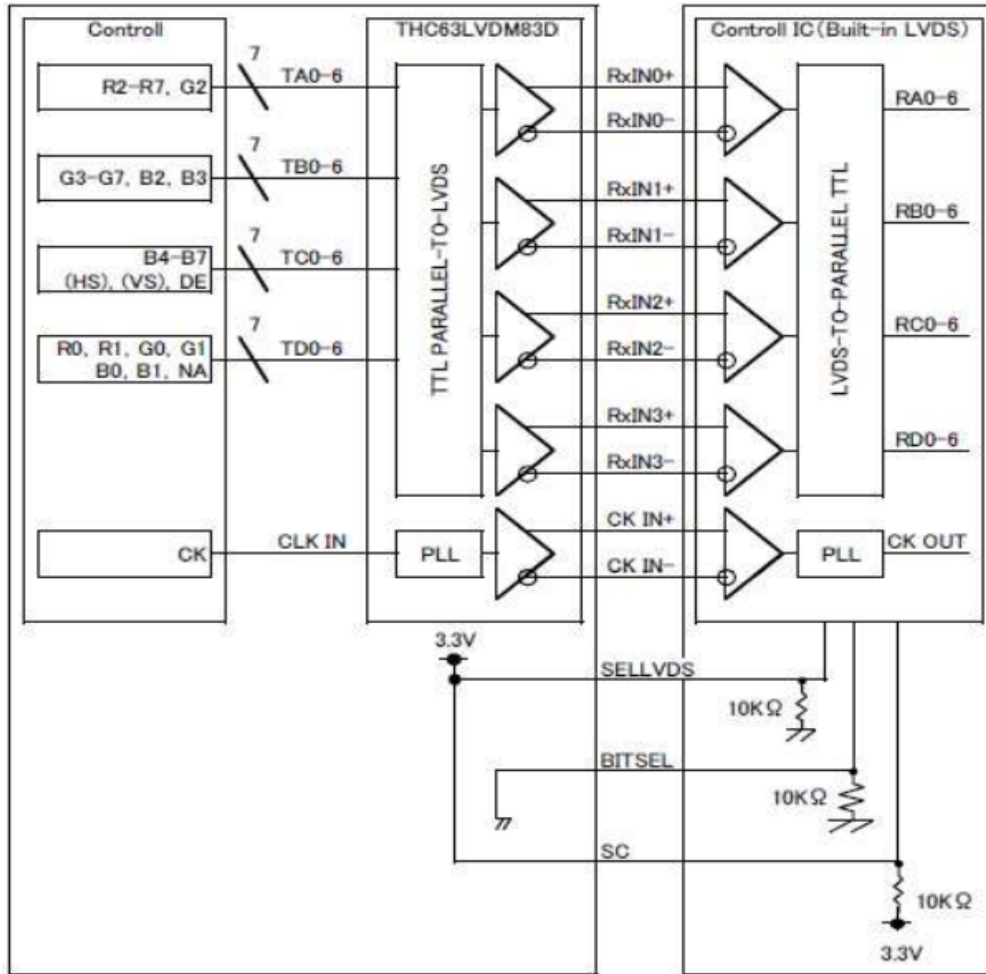 Controll
THC63LVDM83D
Controll IC(Built-in LVDS)
R2-R7, G2
7
TA0-6
RxIN0+
RxIN0-
RA0-6
G3-G7, B2, B3
7
TB0-6
RxIN1+
RxIN1-
RB0-6
B4-B7
(HS), (VS), DE
7
TC0-6
RxIN2+
RxIN2-
RC0-6
R0, R1, G0, G1
B0, B1, NA
7
TD0-6
RxIN3+
RxIN3-
RD0-6
TTL PARALLEL-TO-LVDS
LVDS-TO-PARALLEL TTL
CK
CLK IN
PLL
CK IN+
CK IN-
PLL
CK OUT
3.3V
SELLVDS
10KΩ
BITSEL
10KΩ
SC
10KΩ
3.3V